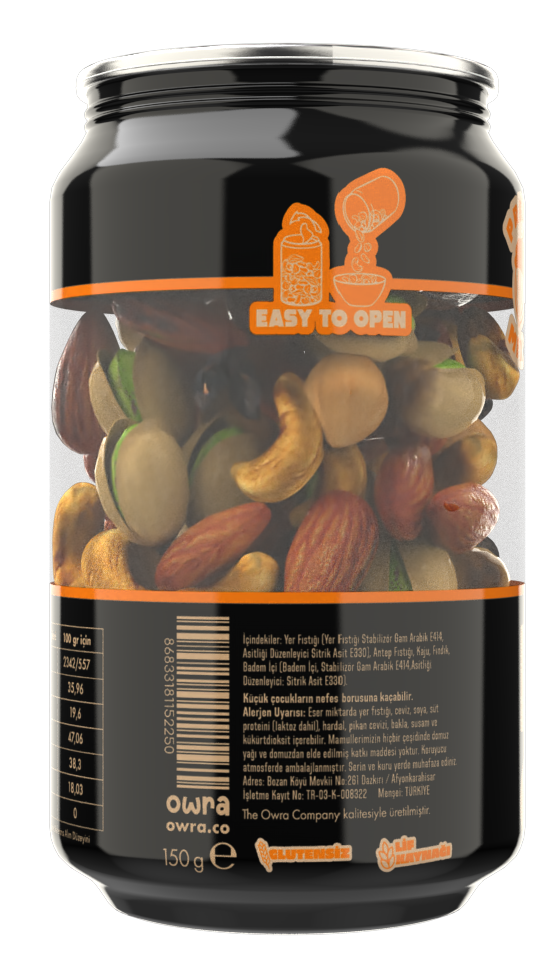 EASY TO OPEN
100 gr için
2342/557
35,96
19,6
47,06
38,3
18,03
0
8683318152250
owra
owra.co
150 g e
İçindekiler: Yer Fıstığı (Yer Fıstığı Stabilizör Gam Arabik E414,
Asitliği Düzenleyici Sitrik Asit E330), Antep Fıstığı, Kaju, Fındık,
Badem İçi (Badem İçi, Stabilizör Gam Arabik E414,Asitliği
Düzenleyici: Sitrik Asit E330).
Küçük çocukların nefes borusuna kaçabilir.
Alerjen Uyarısı: Eser miktarda yer fıstığı, ceviz, soya, süt
proteini (laktoz dahil), hardal, pikan cevizi, bakla, susam ve
kükürtdioksit içerebilir. Mamullerimizin hiçbir çeşidinde domuz
yağı ve domuzdan elde edilmiş katkı maddesi yoktur. Koruyucu
atmosferde ambalajlanmıştır. Serin ve kuru yerde muhafaza ediniz.
Adres: Bozan Köyü Mevkii No:261 Dazkırı / Afyonkarahisar
İşletme Kayıt No: TR-03-K-008322 Menşei: TÜRKİYE
The Owra Company kalitesiyle üretilmiştir.
GLUTENSİZ
LİF
KAYNAĞI